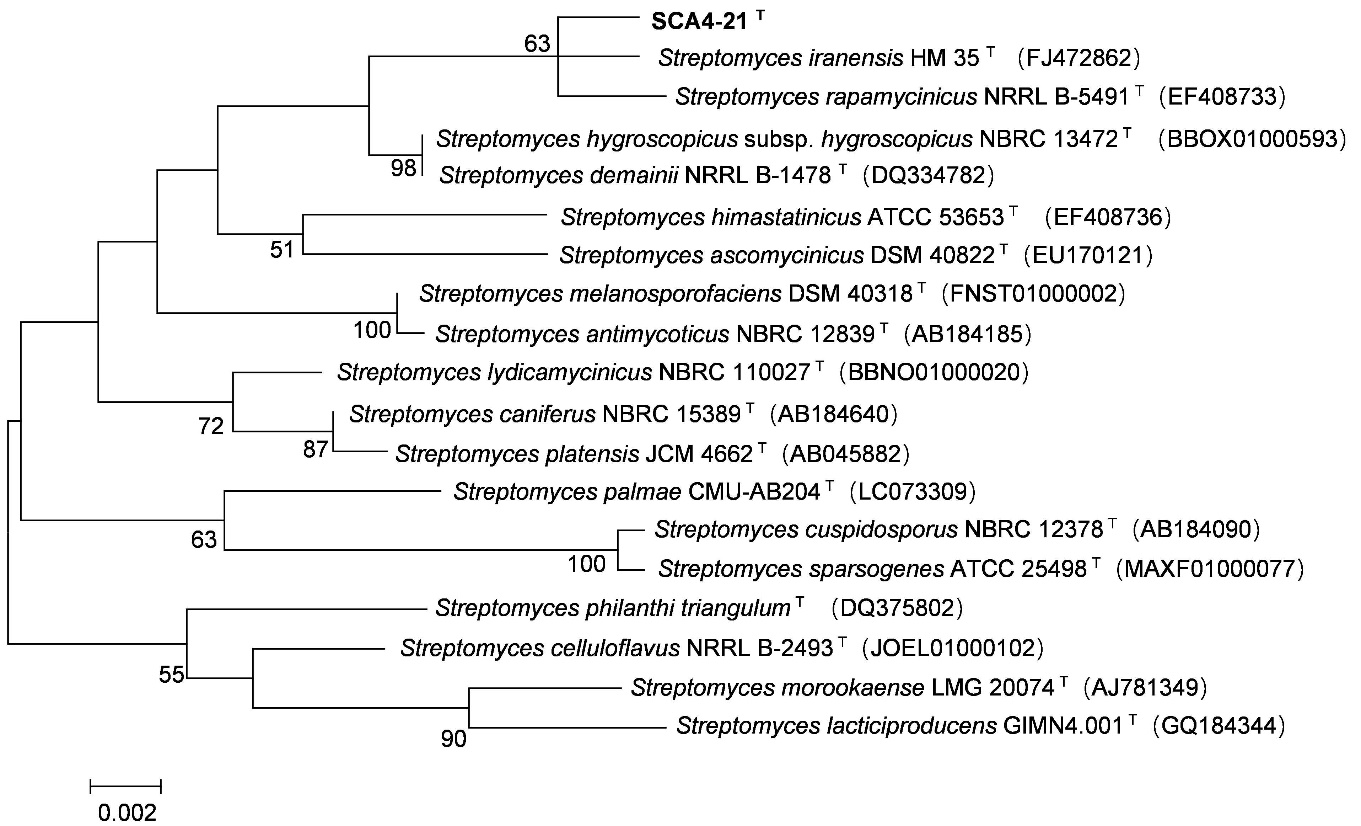 SCA4-21 T
63
Streptomyces iranensis HM 35 T (FJ472862)
Streptomyces rapamycinicus NRRL B-5491 T (EF408733)
Streptomyces hygroscopicus subsp. hygroscopicus NBRC 13472 T (BBOX01000593)
98
Streptomyces demainii NRRL B-1478 T (DQ334782)
Streptomyces himastatinicus ATCC 53653 T (EF408736)
51
Streptomyces ascomycinicus DSM 40822 T (EU170121)
Streptomyces melanosporofaciens DSM 40318 T (FNST01000002)
100
Streptomyces antimycoticus NBRC 12839 T (AB184185)
Streptomyces lydicamycinicus NBRC 110027 T (BBNO01000020)
72
Streptomyces caniferus NBRC 15389 T (AB184640)
87
Streptomyces platensis JCM 4662 T (AB045882)
Streptomyces palmae CMU-AB204 T (LC073309)
63
Streptomyces cuspidosporus NBRC 12378 T (AB184090)
100
Streptomyces sparsogenes ATCC 25498 T (MAXF01000077)
Streptomyces philanthi triangulum T (DQ375802)
Streptomyces celluloflavus NRRL B-2493 T (JOEL01000102)
55
Streptomyces morookaense LMG 20074 T (AJ781349)
Streptomyces lacticiproducens GIMN4.001 T (GQ184344)
90
0.002